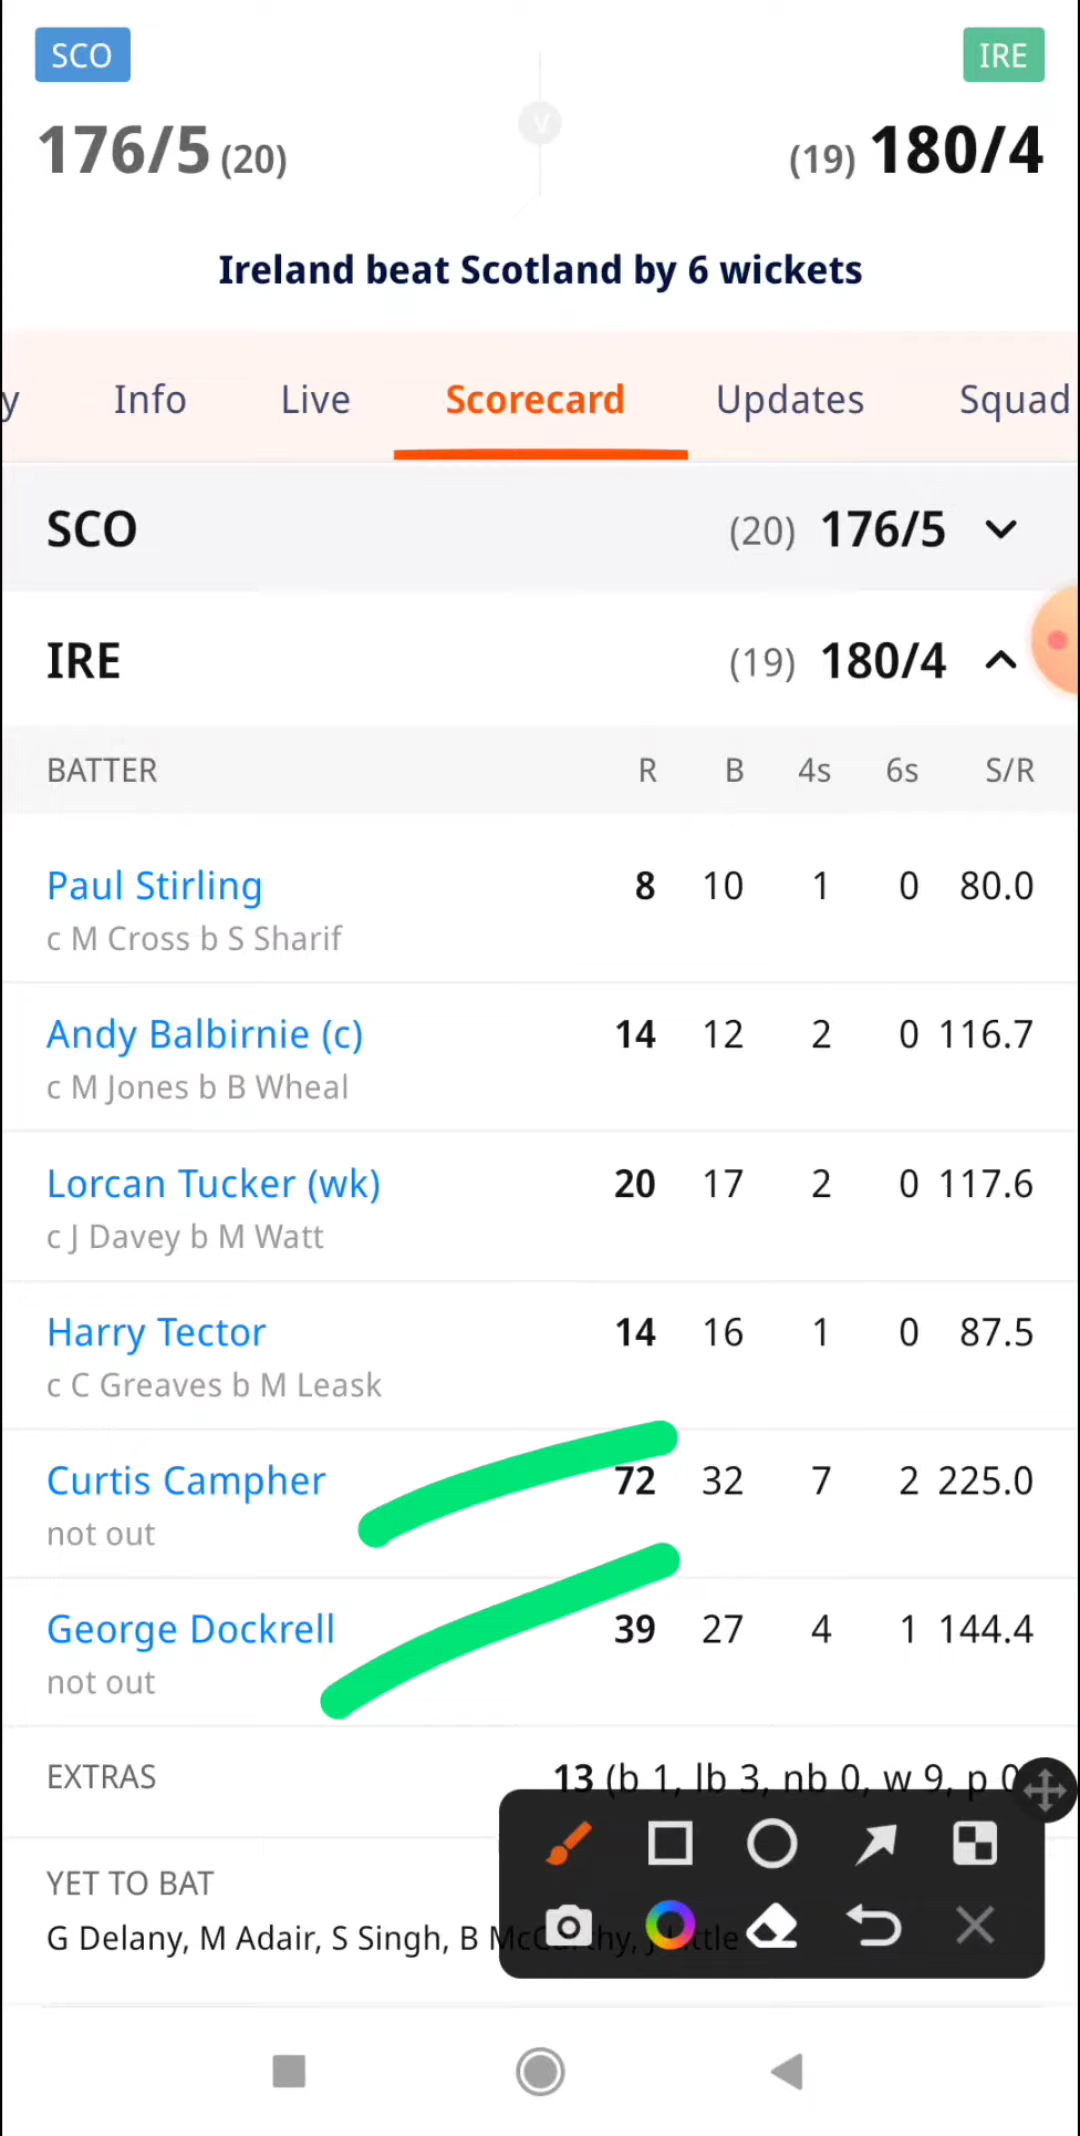 SCO IRE
176/5 (20) V (19) 180/4
Ireland beat Scotland by 6 wickets
y Info Live Scorecard Updates Squad
SCO (20) 176/5
IRE (19) 180/4
BATTER R B 4s 6s S/R
Paul Stirling 8 10 1 0 80.0
c M Cross b S Sharif
Andy Balbirnie (c) 14 12 2 0 116.7
c M Jones b B Wheal
Lorcan Tucker (wk) 20 17 2 0 117.6
c J Davey b M Watt
Harry Tector 14 16 1 0 87.5
c C Greaves b M Leask
Curtis Campher 72 32 7 2 225.0
not out
George Dockrell 39 27 4 1 144.4
not out
EXTRAS 13 (b 1, lb 3, nb 0, w 9, p 0
YET TO BAT
G Delany, M Adair, S Singh, B